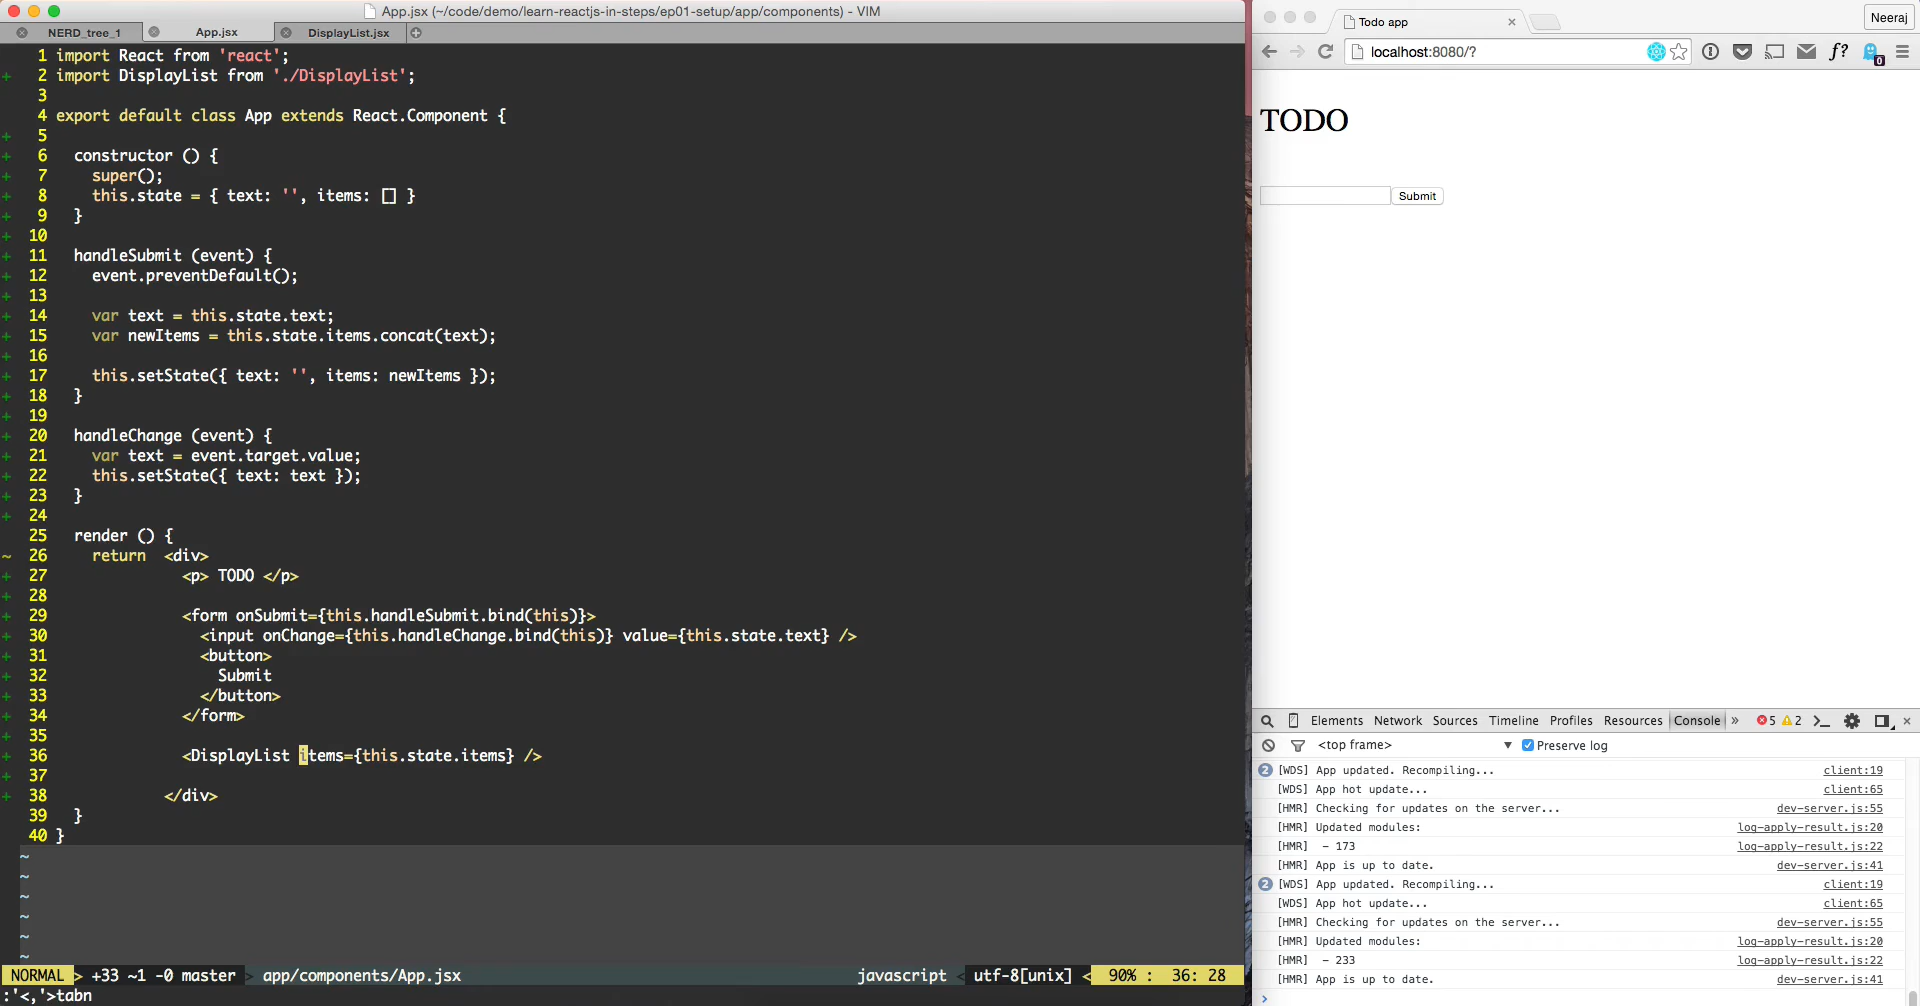 App.jsx (~/code/demo/learn-reactjs-in-steps/ep01-setup/app/components) - VIM
NERD_tree_1 App.jsx DisplayList.jsx
1 import React from 'react';
+ 2 import DisplayList from './DisplayList';
3
4 export default class App extends React.Component {
+ 5
+ 6 constructor () {
+ 7 super();
+ 8 this.state = { text: '', items: [] }
+ 9 }
+ 10
+ 11 handleSubmit (event) {
+ 12 event.preventDefault();
+ 13
+ 14 var text = this.state.text;
+ 15 var newItems = this.state.items.concat(text);
+ 16
+ 17 this.setState({ text: '', items: newItems });
+ 18 }
+ 19
+ 20 handleChange (event) {
+ 21 var text = event.target.value;
+ 22 this.setState({ text: text });
+ 23 }
+ 24
25 render () {
~ 26 return <div>
+ 27 <p> TODO </p>
+ 28
+ 29 <form onSubmit={this.handleSubmit.bind(this)}>
+ 30 <input onChange={this.handleChange.bind(this)} value={this.state.text} />
+ 31 <button>
+ 32 Submit
+ 33 </button>
+ 34 </form>
+ 35
+ 36 <DisplayList items={this.state.items} />
+ 37
+ 38 </div>
39 }
40 }
~
~
~
~
~
~
NORMAL > +33 ~1 -0 master > app/components/App.jsx javascript < utf-8[unix] < 90% : 36: 28
:'<,'>tabn
Todo app
Neeraj
localhost:8080/?
f?
0
TODO
Submit
Elements Network Sources Timeline Profiles Resources Console » 5 2
<top frame> ▼ Preserve log
2 [WDS] App updated. Recompiling... client:19
[WDS] App hot update... client:65
[HMR] Checking for updates on the server... dev-server.js:55
[HMR] Updated modules: log-apply-result.js:20
[HMR] - 173 log-apply-result.js:22
[HMR] App is up to date. dev-server.js:41
2 [WDS] App updated. Recompiling... client:19
[WDS] App hot update... client:65
[HMR] Checking for updates on the server... dev-server.js:55
[HMR] Updated modules: log-apply-result.js:20
[HMR] - 233 log-apply-result.js:22
[HMR] App is up to date. dev-server.js:41
>